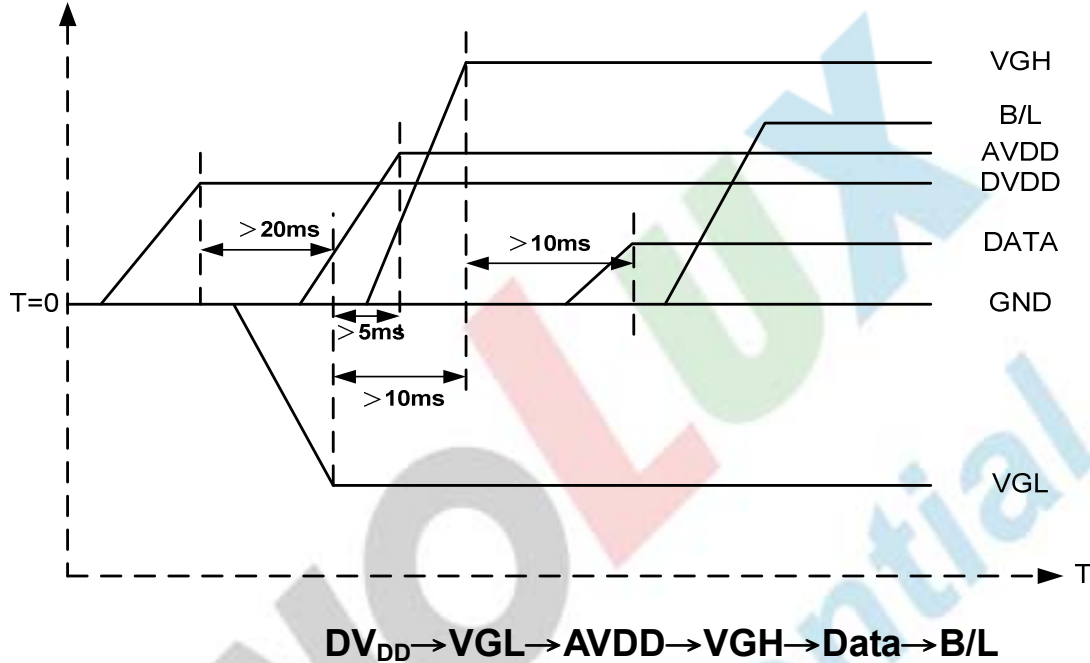 VGH
B/L
AVDD
DVDD
>20ms
>10ms
DATA
T=0
GND
>5ms
>10ms
VGL
T
DVDD→VGL→AVDD→VGH→Data→B/L